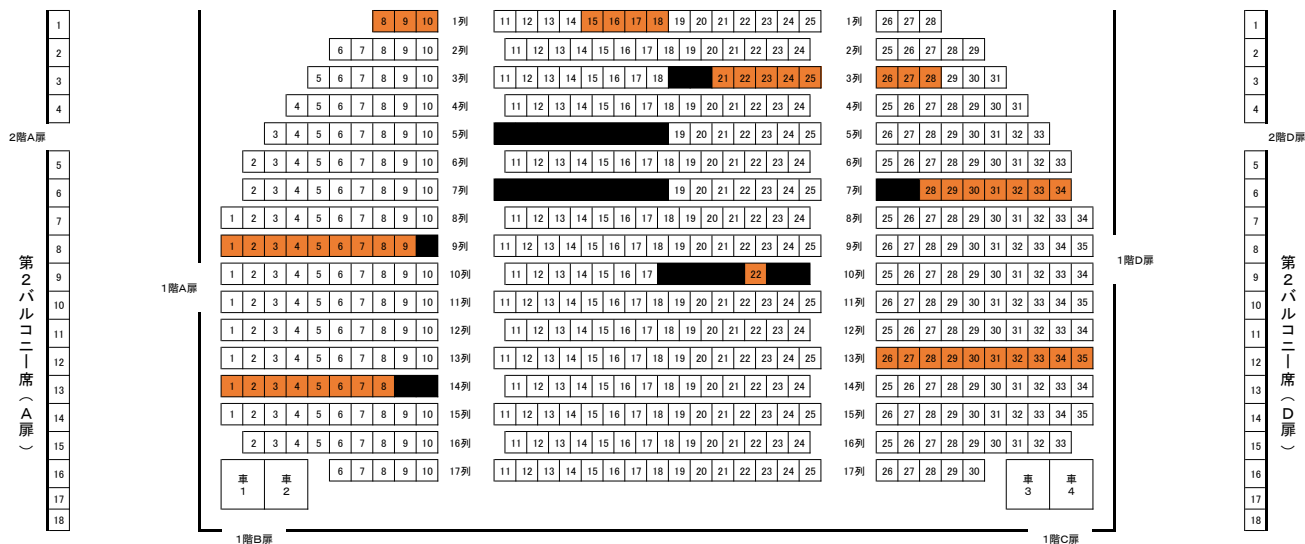 1 8 9 10 1列 11 12 13 14 15 16 17 18 19 20 21 22 23 24 25 1列 26 27 28 1
2 6 7 8 9 10 2列 11 12 13 14 15 16 17 18 19 20 21 22 23 24 2列 25 26 27 28 29 2
3 5 6 7 8 9 10 3列 11 12 13 14 15 16 17 18 21 22 23 24 25 3列 26 27 28 29 30 31 3
4 4 5 6 7 8 9 10 4列 11 12 13 14 15 16 17 18 19 20 21 22 23 24 4列 25 26 27 28 29 30 31 4
2階A扉 3 4 5 6 7 8 9 10 5列 19 20 21 22 23 24 25 5列 26 27 28 29 30 31 32 33 2階D扉
5 2 3 4 5 6 7 8 9 10 6列 11 12 13 14 15 16 17 18 19 20 21 22 23 24 6列 25 26 27 28 29 30 31 32 33 5
6 2 3 4 5 6 7 8 9 10 7列 19 20 21 22 23 24 25 7列 28 29 30 31 32 33 34 6
7 1 2 3 4 5 6 7 8 9 10 8列 11 12 13 14 15 16 17 18 19 20 21 22 23 24 8列 25 26 27 28 29 30 31 32 33 34 7
8 1 2 3 4 5 6 7 8 9 9列 11 12 13 14 15 16 17 18 19 20 21 22 23 24 25 9列 26 27 28 29 30 31 32 33 34 35 8
1階D扉
9 1 2 3 4 5 6 7 8 9 10 10列 11 12 13 14 15 16 17 22 10列 25 26 27 28 29 30 31 32 33 34 9
1階A扉
10 1 2 3 4 5 6 7 8 9 10 11列 11 12 13 14 15 16 17 18 19 20 21 22 23 24 25 11列 26 27 28 29 30 31 32 33 34 35 10
11 1 2 3 4 5 6 7 8 9 10 12列 11 12 13 14 15 16 17 18 19 20 21 22 23 24 12列 25 26 27 28 29 30 31 32 33 34 11
12 1 2 3 4 5 6 7 8 9 10 13列 11 12 13 14 15 16 17 18 19 20 21 22 23 24 25 13列 26 27 28 29 30 31 32 33 34 35 12
13 1 2 3 4 5 6 7 8 14列 11 12 13 14 15 16 17 18 19 20 21 22 23 24 14列 25 26 27 28 29 30 31 32 33 34 13
14 1 2 3 4 5 6 7 8 9 10 15列 11 12 13 14 15 16 17 18 19 20 21 22 23 24 25 15列 26 27 28 29 30 31 32 33 34 35 14
15 2 3 4 5 6 7 8 9 10 16列 11 12 13 14 15 16 17 18 19 20 21 22 23 24 16列 25 26 27 28 29 30 31 32 33 15
16 車1 車2 6 7 8 9 10 17列 11 12 13 14 15 16 17 18 19 20 21 22 23 24 25 17列 26 27 28 29 30 車3 車4 16
17 17
18 18
1階B扉 1階C扉
第2バルコニー席(A扉)
第2バルコニー席(D扉)